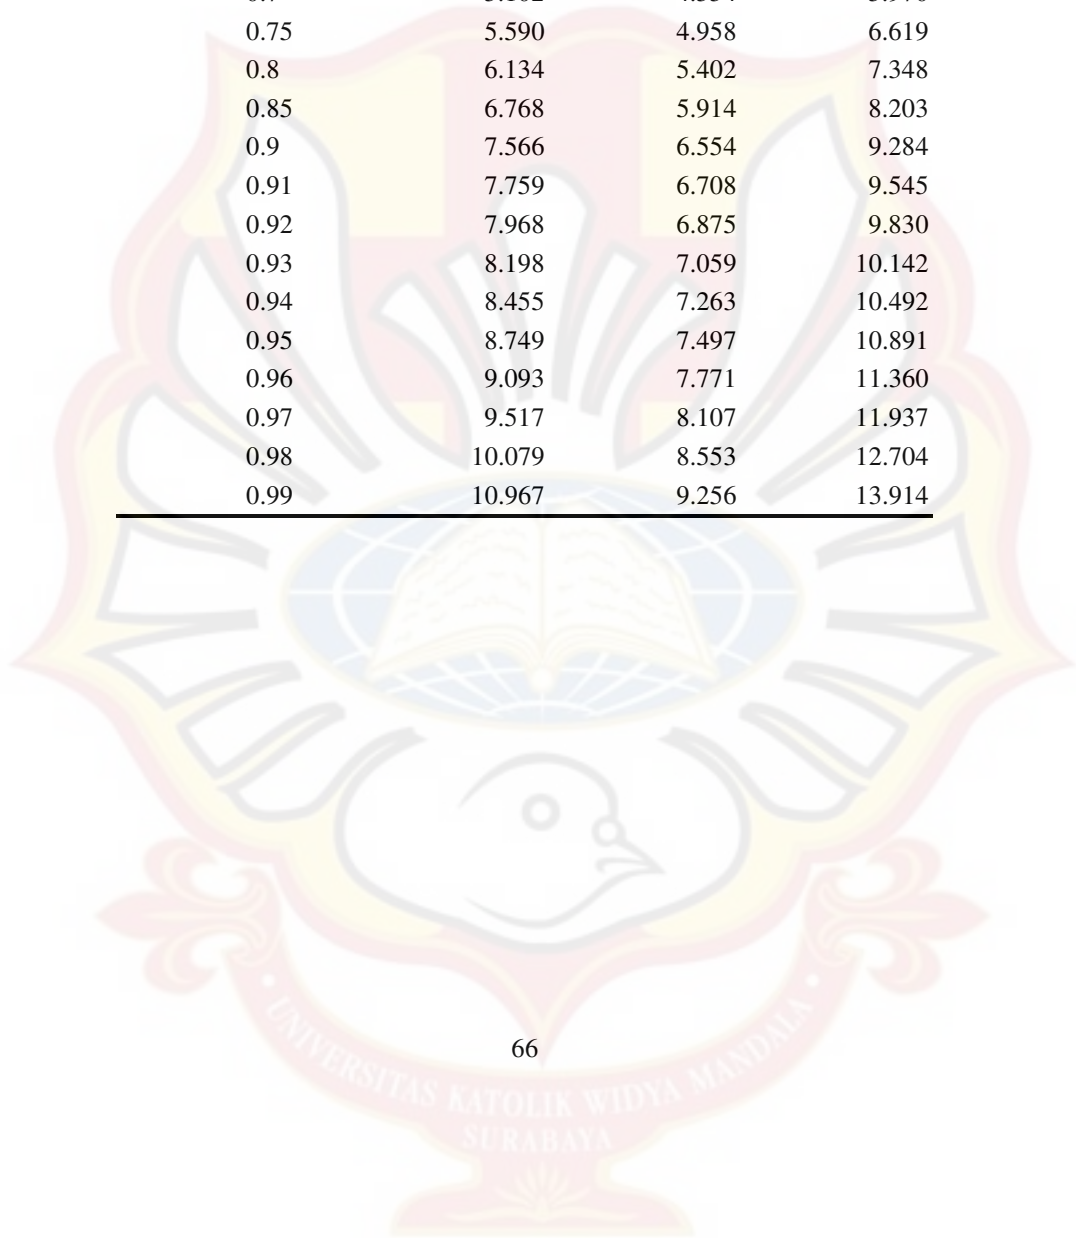 0.75 5.590 4.958 6.619
0.8 6.134 5.402 7.348
0.85 6.768 5.914 8.203
0.9 7.566 6.554 9.284
0.91 7.759 6.708 9.545
0.92 7.968 6.875 9.830
0.93 8.198 7.059 10.142
0.94 8.455 7.263 10.492
0.95 8.749 7.497 10.891
0.96 9.093 7.771 11.360
0.97 9.517 8.107 11.937
0.98 10.079 8.553 12.704
0.99 10.967 9.256 13.914
66
UNIVERSITAS KATOLIK WIDYA MANDALA
SURABAYA